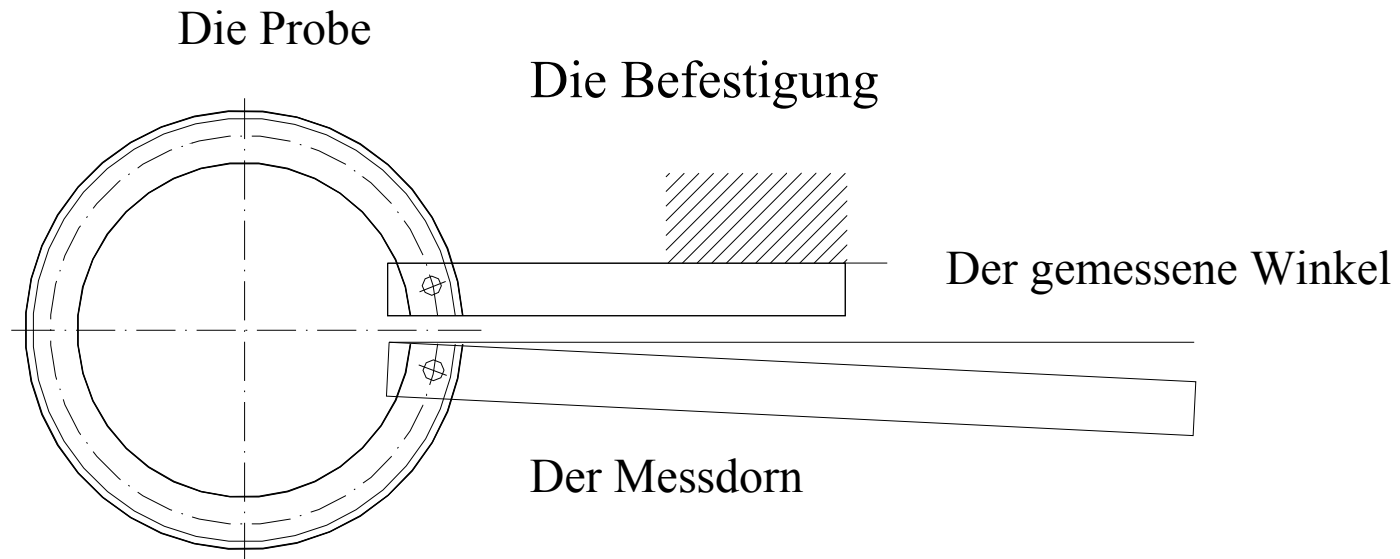 Die Probe
Die Befestigung
Der gemessene Winkel
Der Messdorn